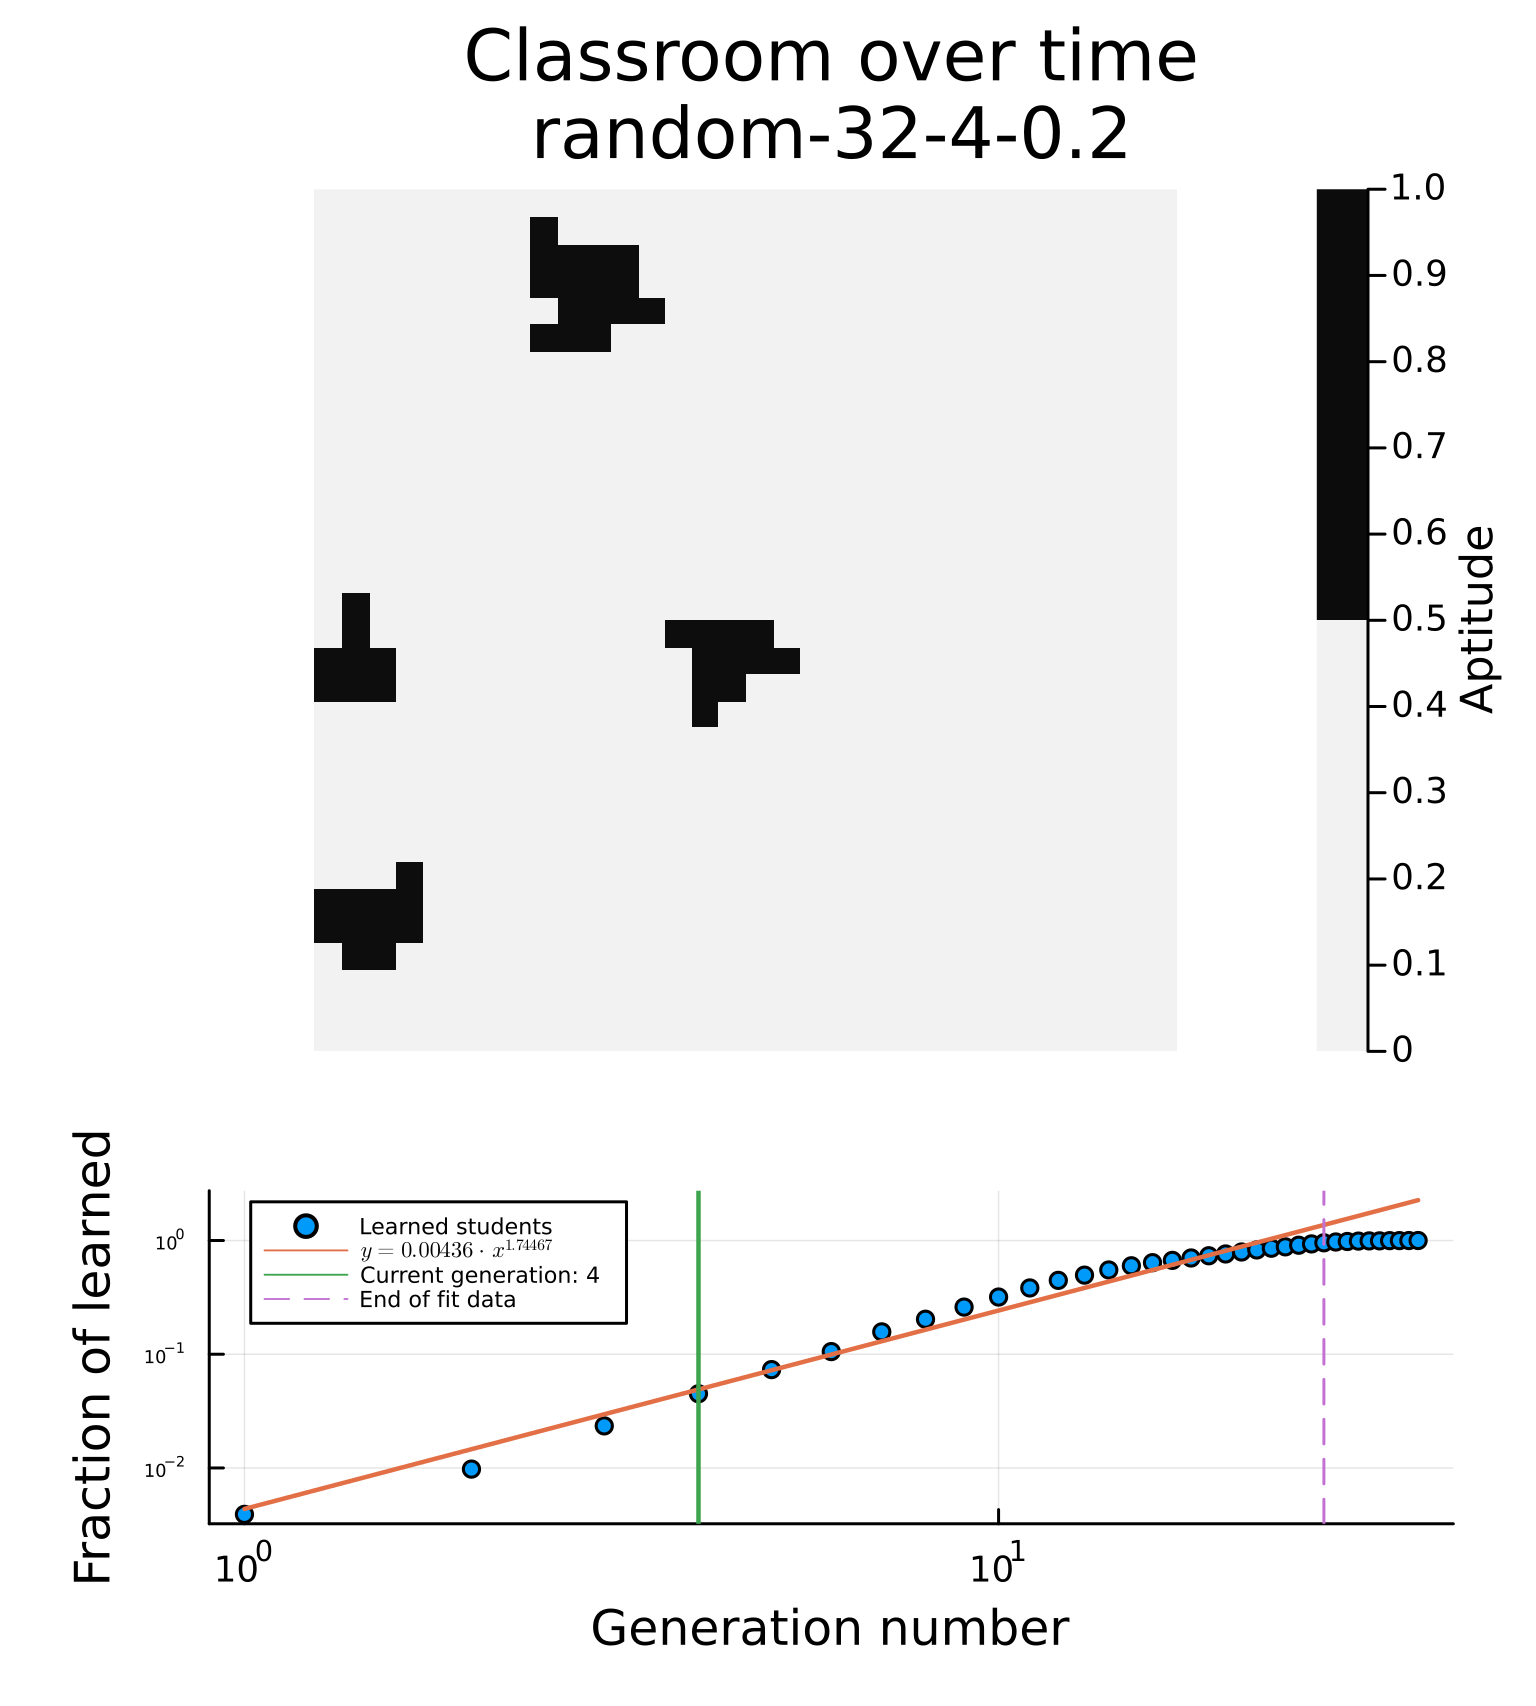 Classroom over time
random-32-4-0.2
1.0
0.9
0.8
0.7
0.6
0.5
0.4
0.3
0.2
0.1
0
Aptitude
Fraction of learned
10⁰
10⁻¹
10⁻²
Learned students
y = 0.00436 · x^1.74467
Current generation: 4
End of fit data
10⁰
10¹
Generation number